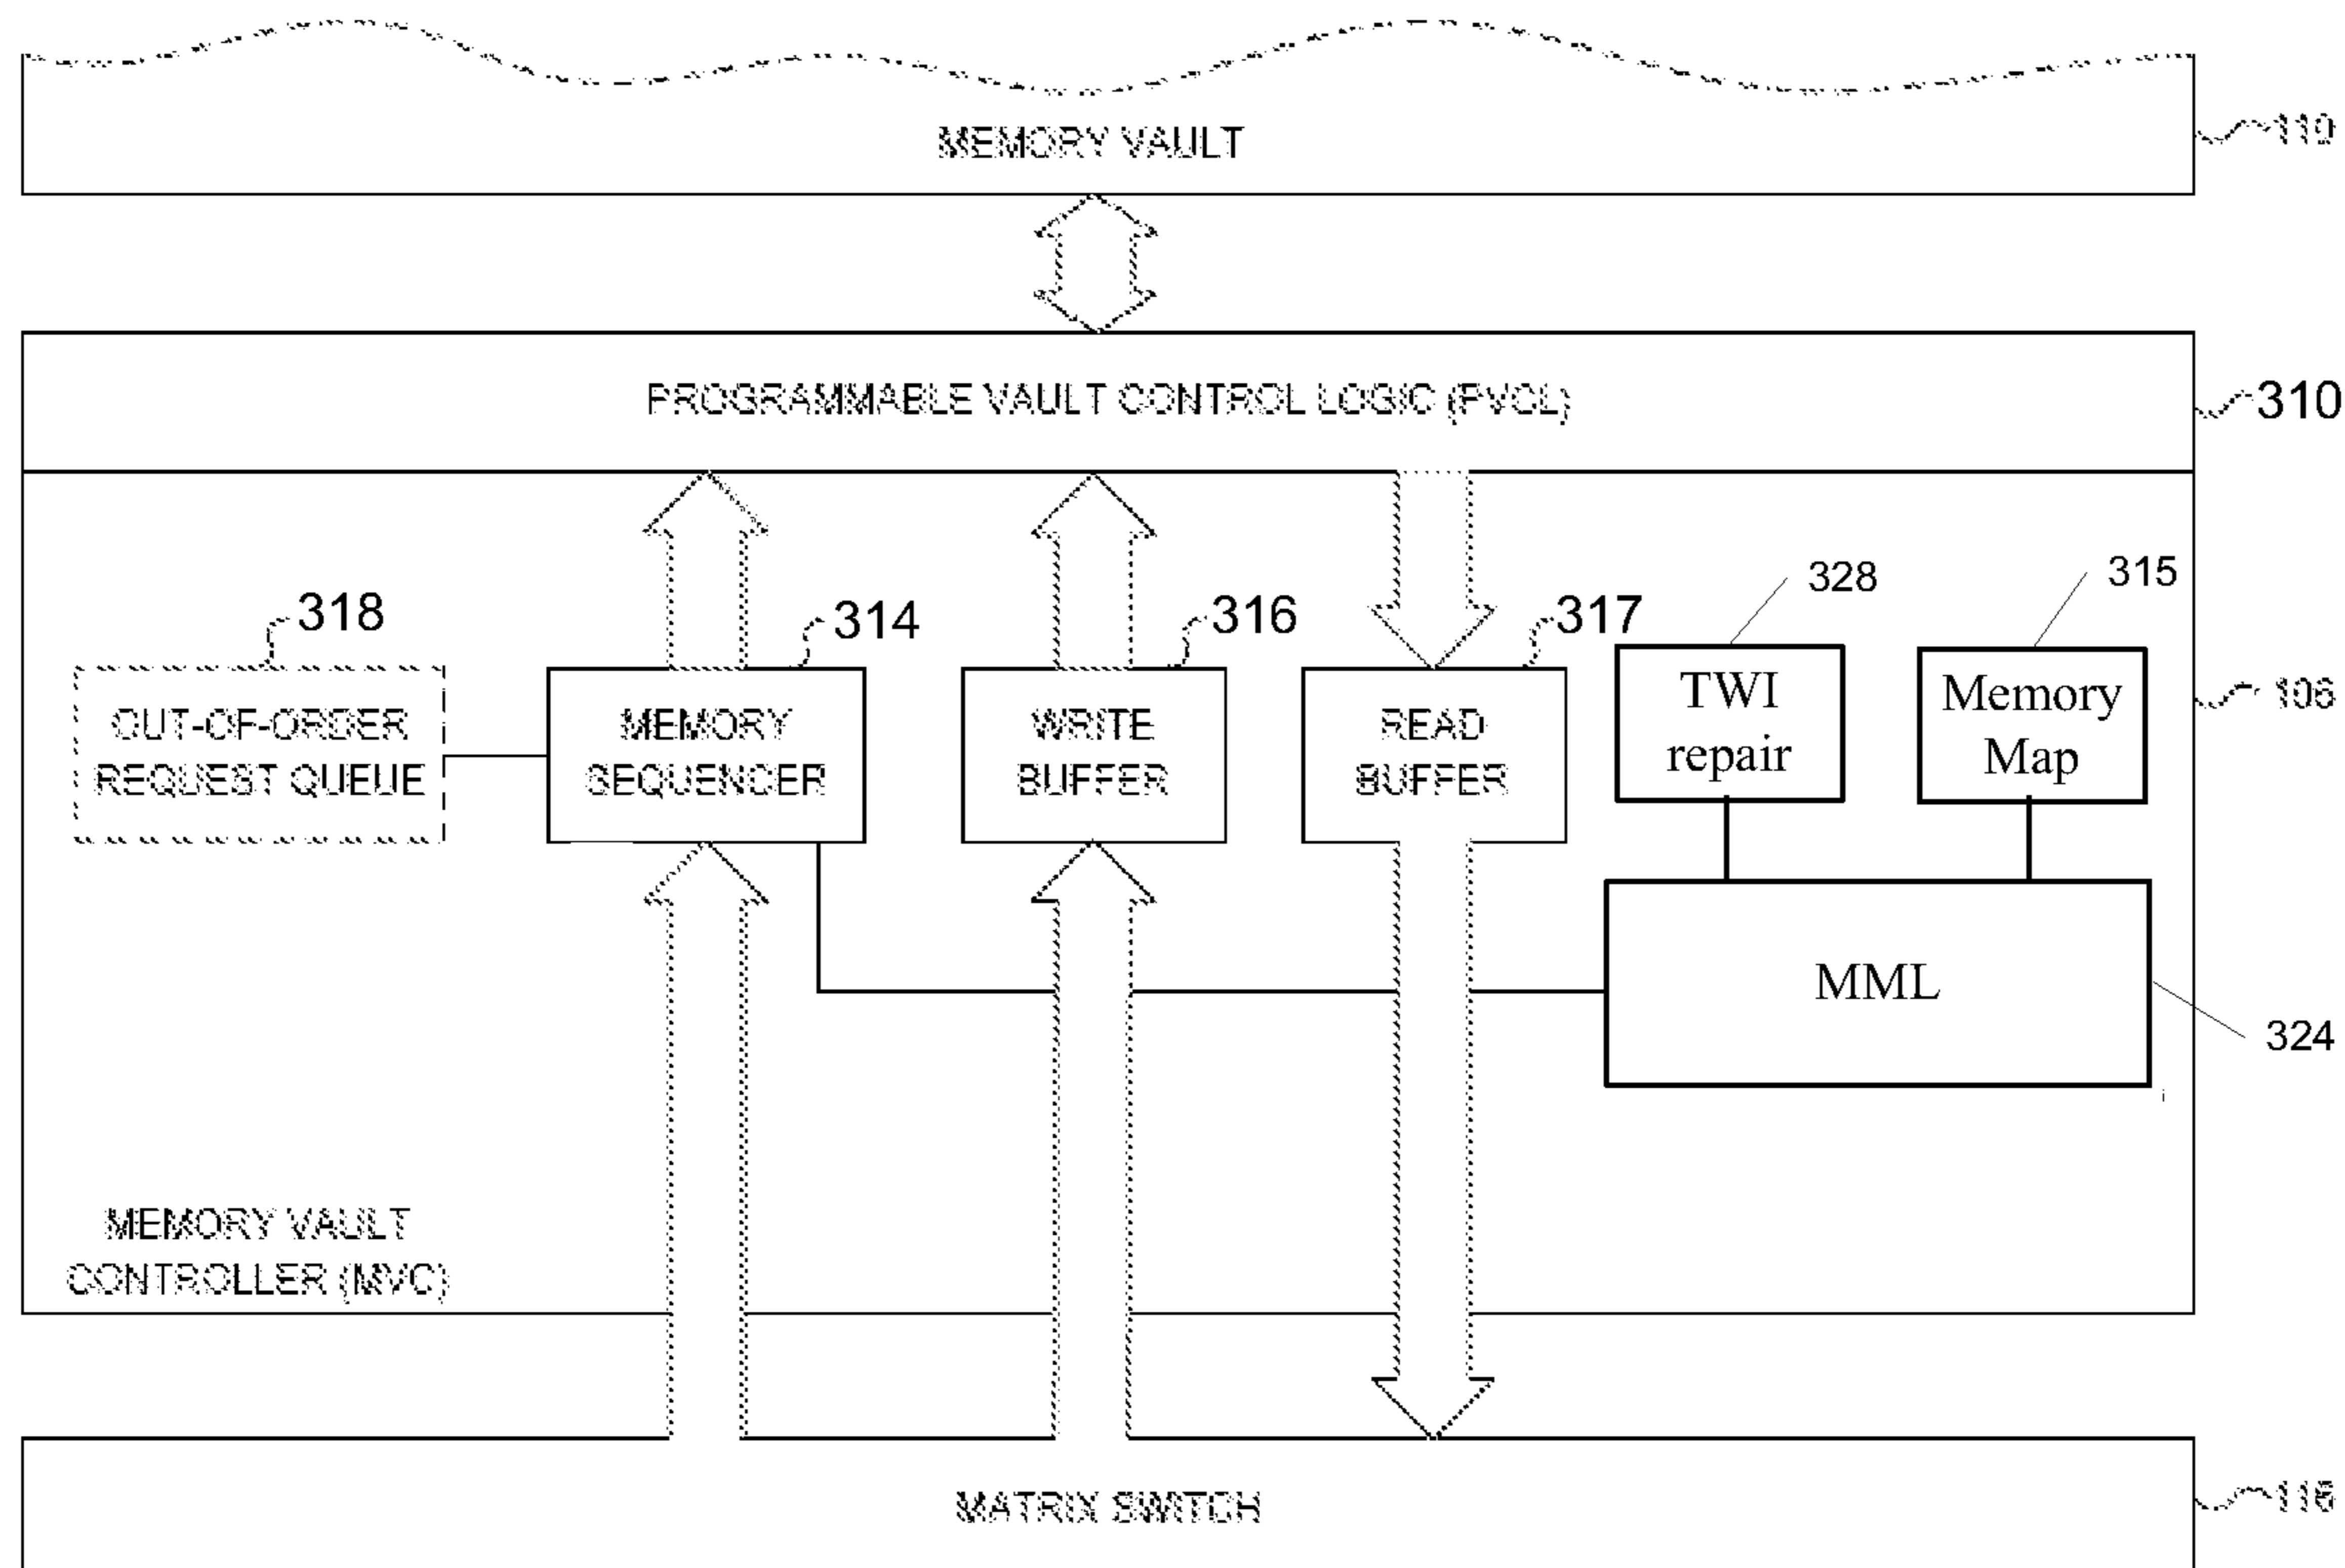 MEMORY VAULT
110
PROGRAMMABLE VAULT CONTROL LOGIC (PVCL)
310
318
314
316
317
328
315
OUT-OF-ORDER
REQUEST QUEUE
MEMORY
SEQUENCER
WRITE
BUFFER
READ
BUFFER
TWI
repair
Memory
Map
106
MML
324
MEMORY VAULT
CONTROLLER (MVC)
MATRIX SWITCH
116